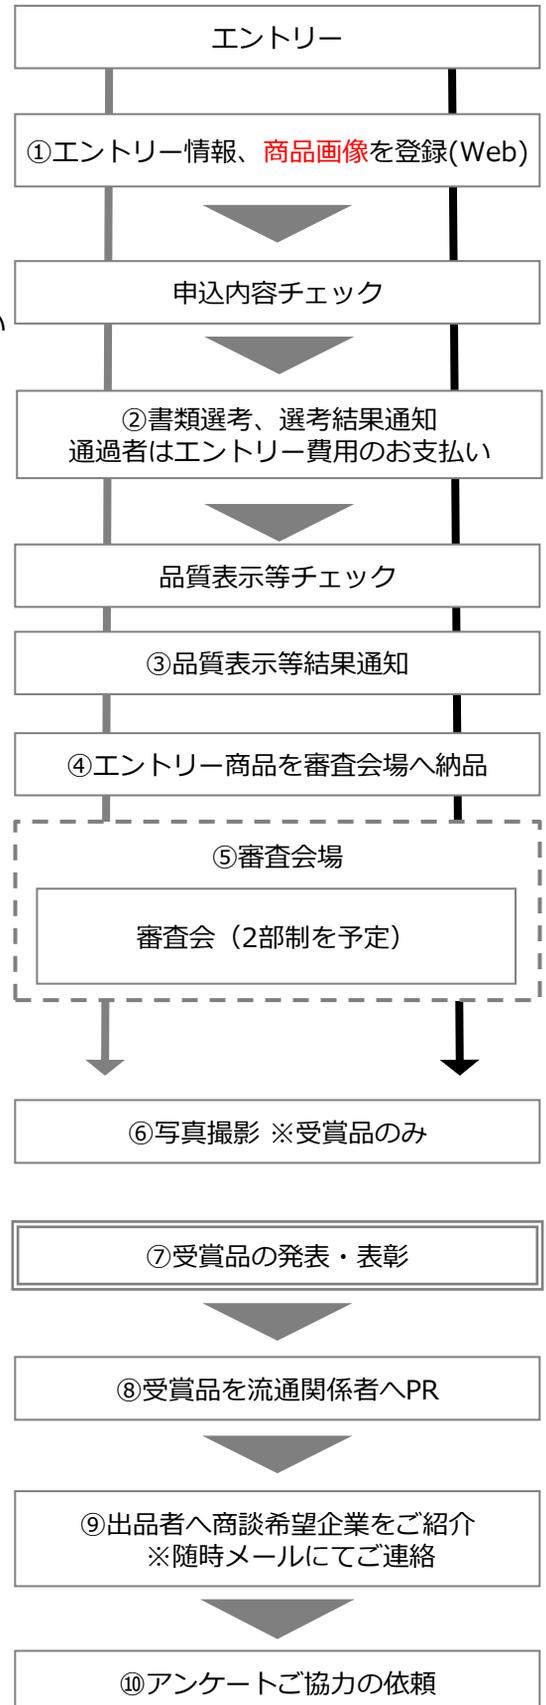 エントリー
①エントリー情報、商品画像を登録(Web)
申込内容チェック
②書類選考、選考結果通知
通過者はエントリー費用のお支払い
品質表示等チェック
③品質表示等結果通知
④エントリー商品を審査会場へ納品
⑤審査会場
審査会（2部制を予定）
⑥写真撮影 ※受賞品のみ
⑦受賞品の発表・表彰
⑧受賞品を流通関係者へPR
⑨出品者へ商談希望企業をご紹介
※随時メールにてご連絡
⑩アンケートご協力の依頼